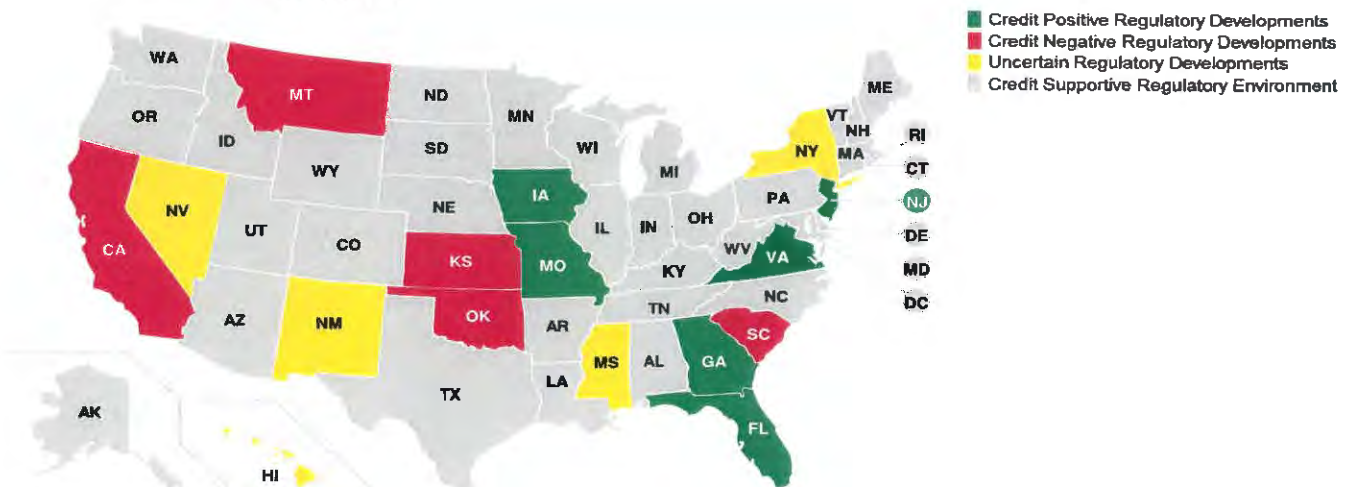 Credit Positive Regulatory Developments
Credit Negative Regulatory Developments
Uncertain Regulatory Developments
Credit Supportive Regulatory Environment
WA
MT
ND
MN
ME
VT
NH
OR
ID
SD
WI
NY
MA
RI
WY
MI
CT
IA
PA
NE
NV
NJ
UT
CO
IL
IN
OH
WV
DE
CA
KS
MO
KY
VA
MD
NC
DC
TN
AZ
NM
OK
AR
SC
MS
AL
GA
TX
LA
AK
FL
HI